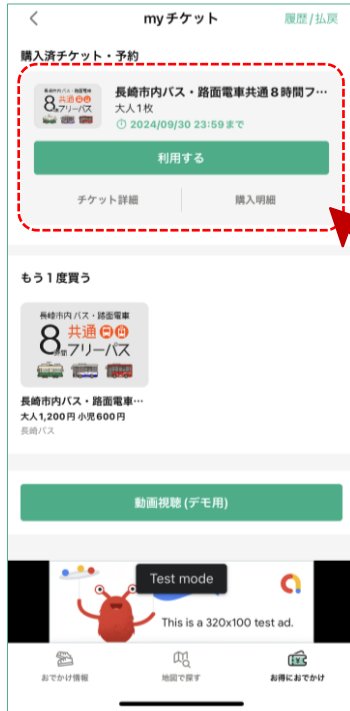 myチケット
履歴/払戻
購入済チケット・予約
長崎市内バス・路面電車
8時間
共通
フリーパス
長崎市内バス・路面電車共通8時間フ…
大人1枚
2024/09/30 23:59まで
利用する
チケット詳細
購入明細
もう1度買う
長崎市内バス・路面電車
8時間
共通
フリーパス
長崎市内バス・路面電車…
大人1,200円 小児600円
長崎バス
動画視聴(デモ用)
Test mode
This is a 320x100 test ad.
おでかけ情報
地図で探す
お得におでかけ